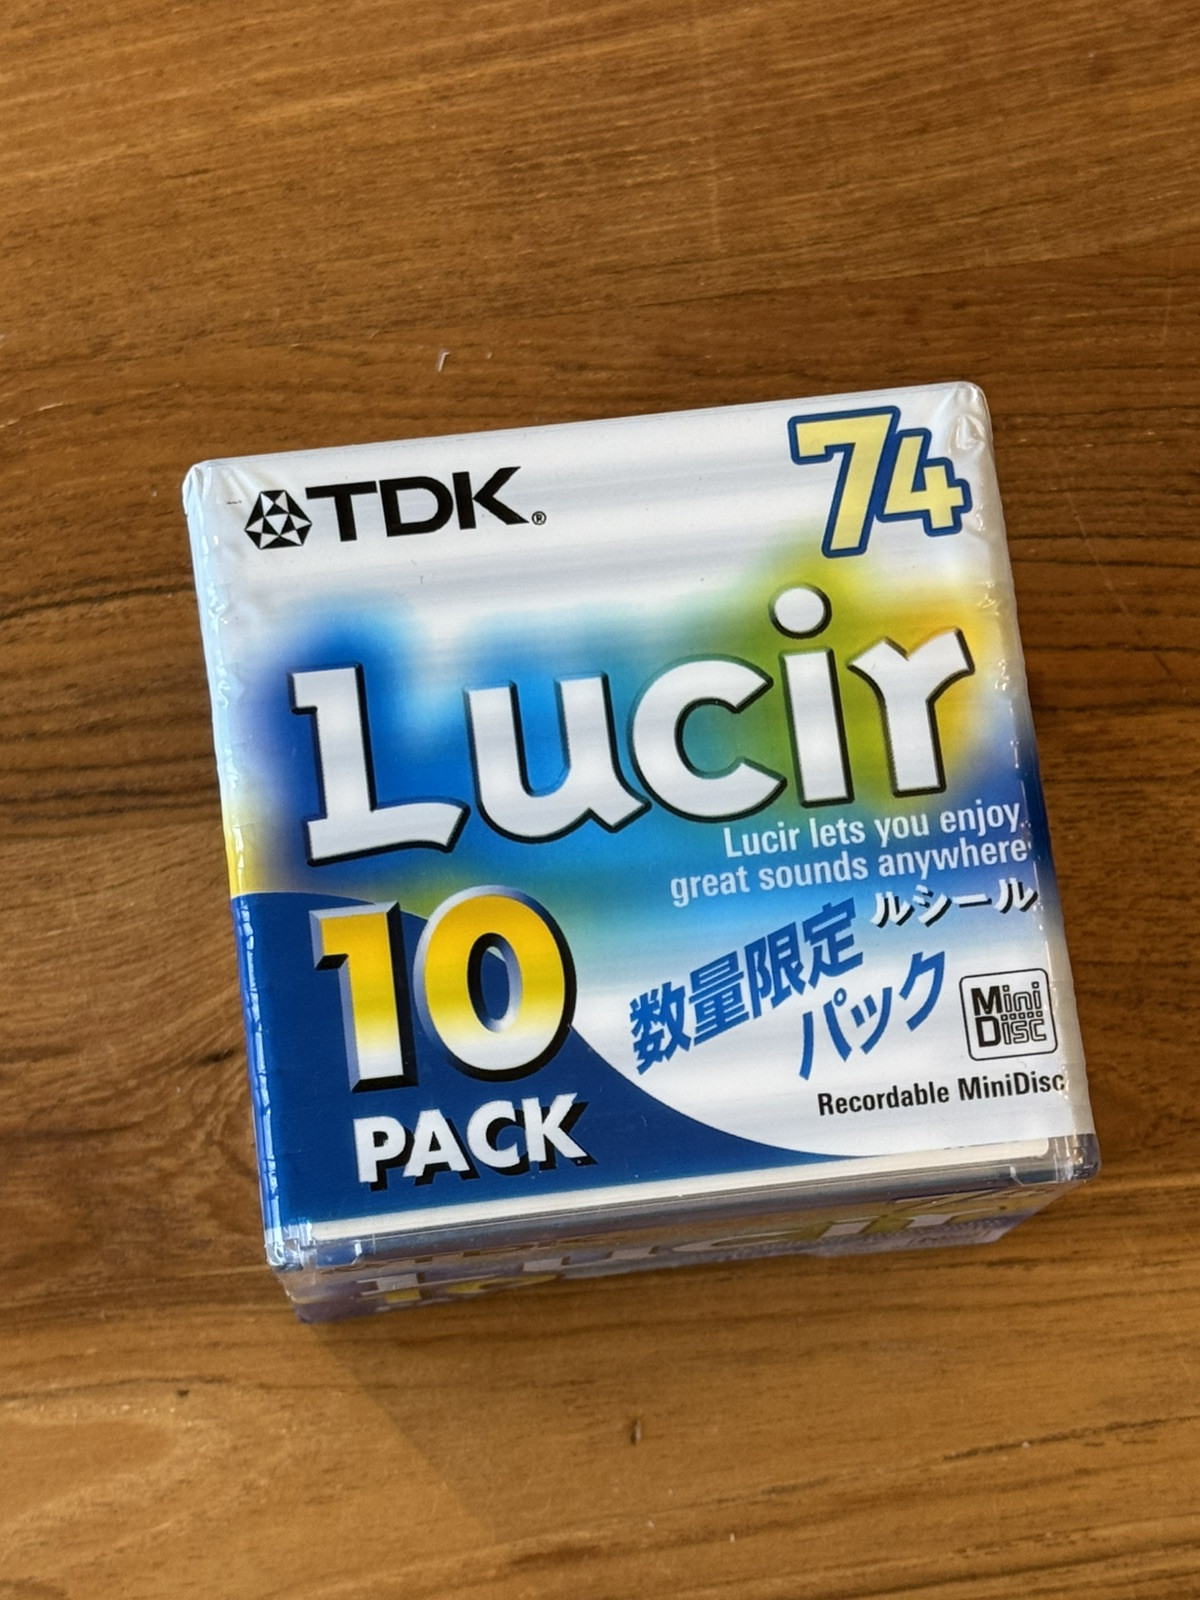 TDK®
74
Lucir
Lucir lets you enjoy
great sounds anywhere
ルシール
10
PACK
数量限定
パック
Mini
Disc
Recordable MiniDisc